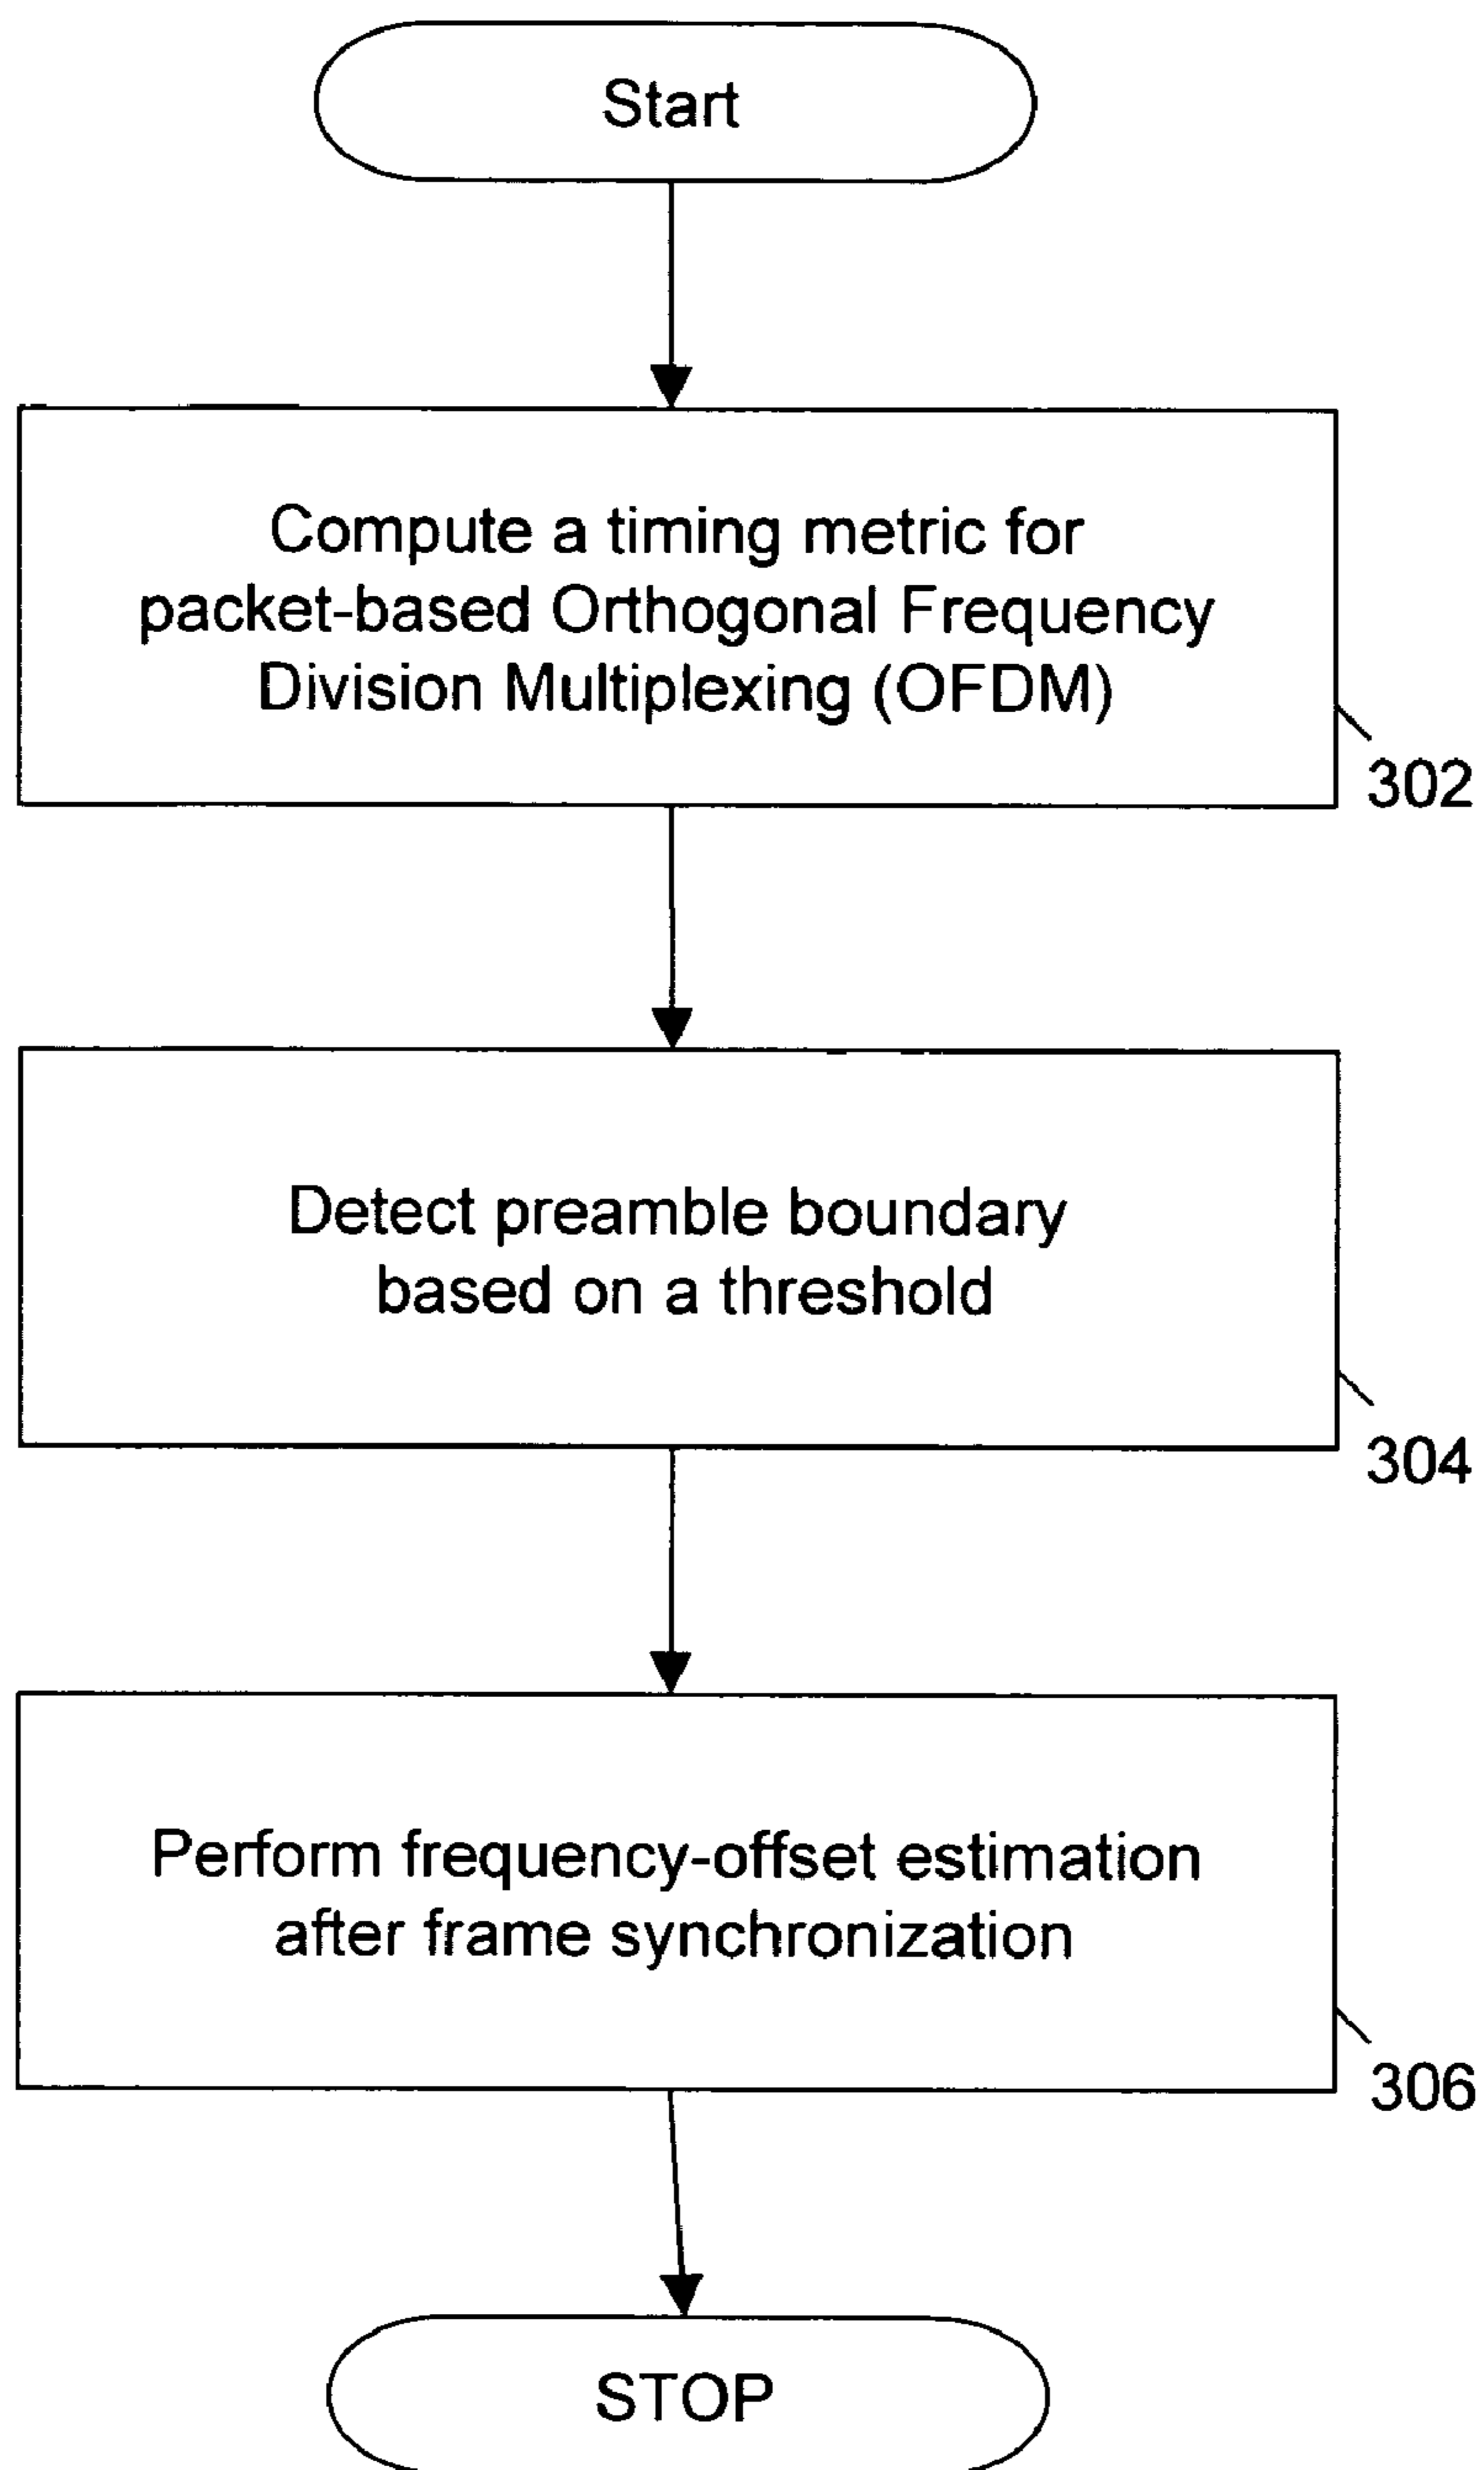 Start
Compute a timing metric for
packet-based Orthogonal Frequency
Division Multiplexing (OFDM)
302
Detect preamble boundary
based on a threshold
304
Perform frequency-offset estimation
after frame synchronization
306
STOP